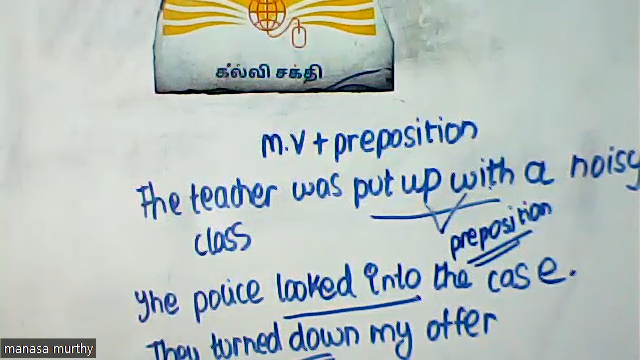 கல்வி சக்தி
m.v + preposition
The teacher was put up with a noisy
class
preposition
The police looked into the case.
They turned down my offer
manasa murthy